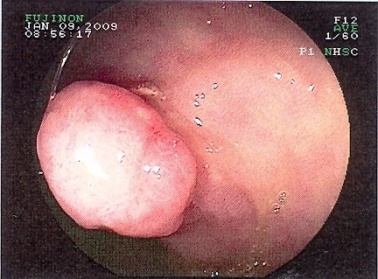 FUJINON
JAN 09,2009
08:56:17
F12
AVE
1/60
P1 NHSC